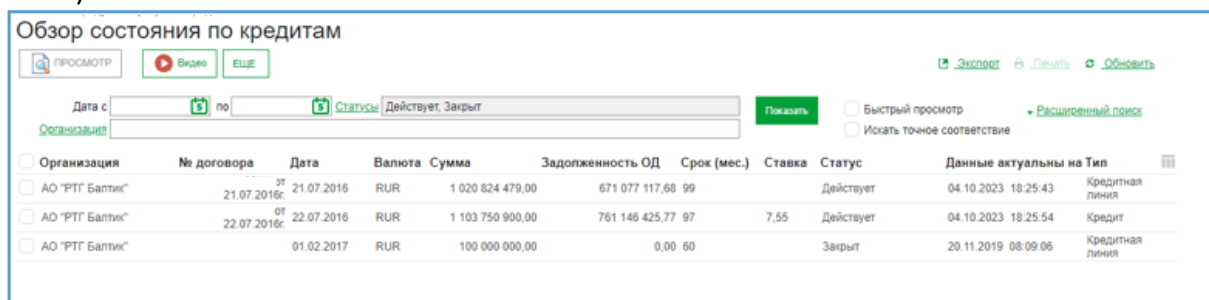 Обзор состояния по кредитам
ПРОСМОТР Видео ЕЩЕ Экспорт Печать Обновить
Дата с по Статусы Действует, Закрыт Показать Быстрый просмотр Расширенный поиск
Организация Искать точное соответствие
Организация № договора Дата Валюта Сумма Задолженность ОД Срок (мес.) Ставка Статус Данные актуальны на Тип
АО "РТГ Балтик" от 21.07.2016г. 21.07.2016 RUR 1 020 824 479,00 671 077 117,68 99 Действует 04.10.2023 18:25:43 Кредитная линия
АО "РТГ Балтик" от 22.07.2016г. 22.07.2016 RUR 1 103 750 900,00 761 146 425,77 97 7,55 Действует 04.10.2023 18:25:54 Кредит
АО "РТГ Балтик" 01.02.2017 RUR 100 000 000,00 0,00 60 Закрыт 20.11.2019 08:09:06 Кредитная линия